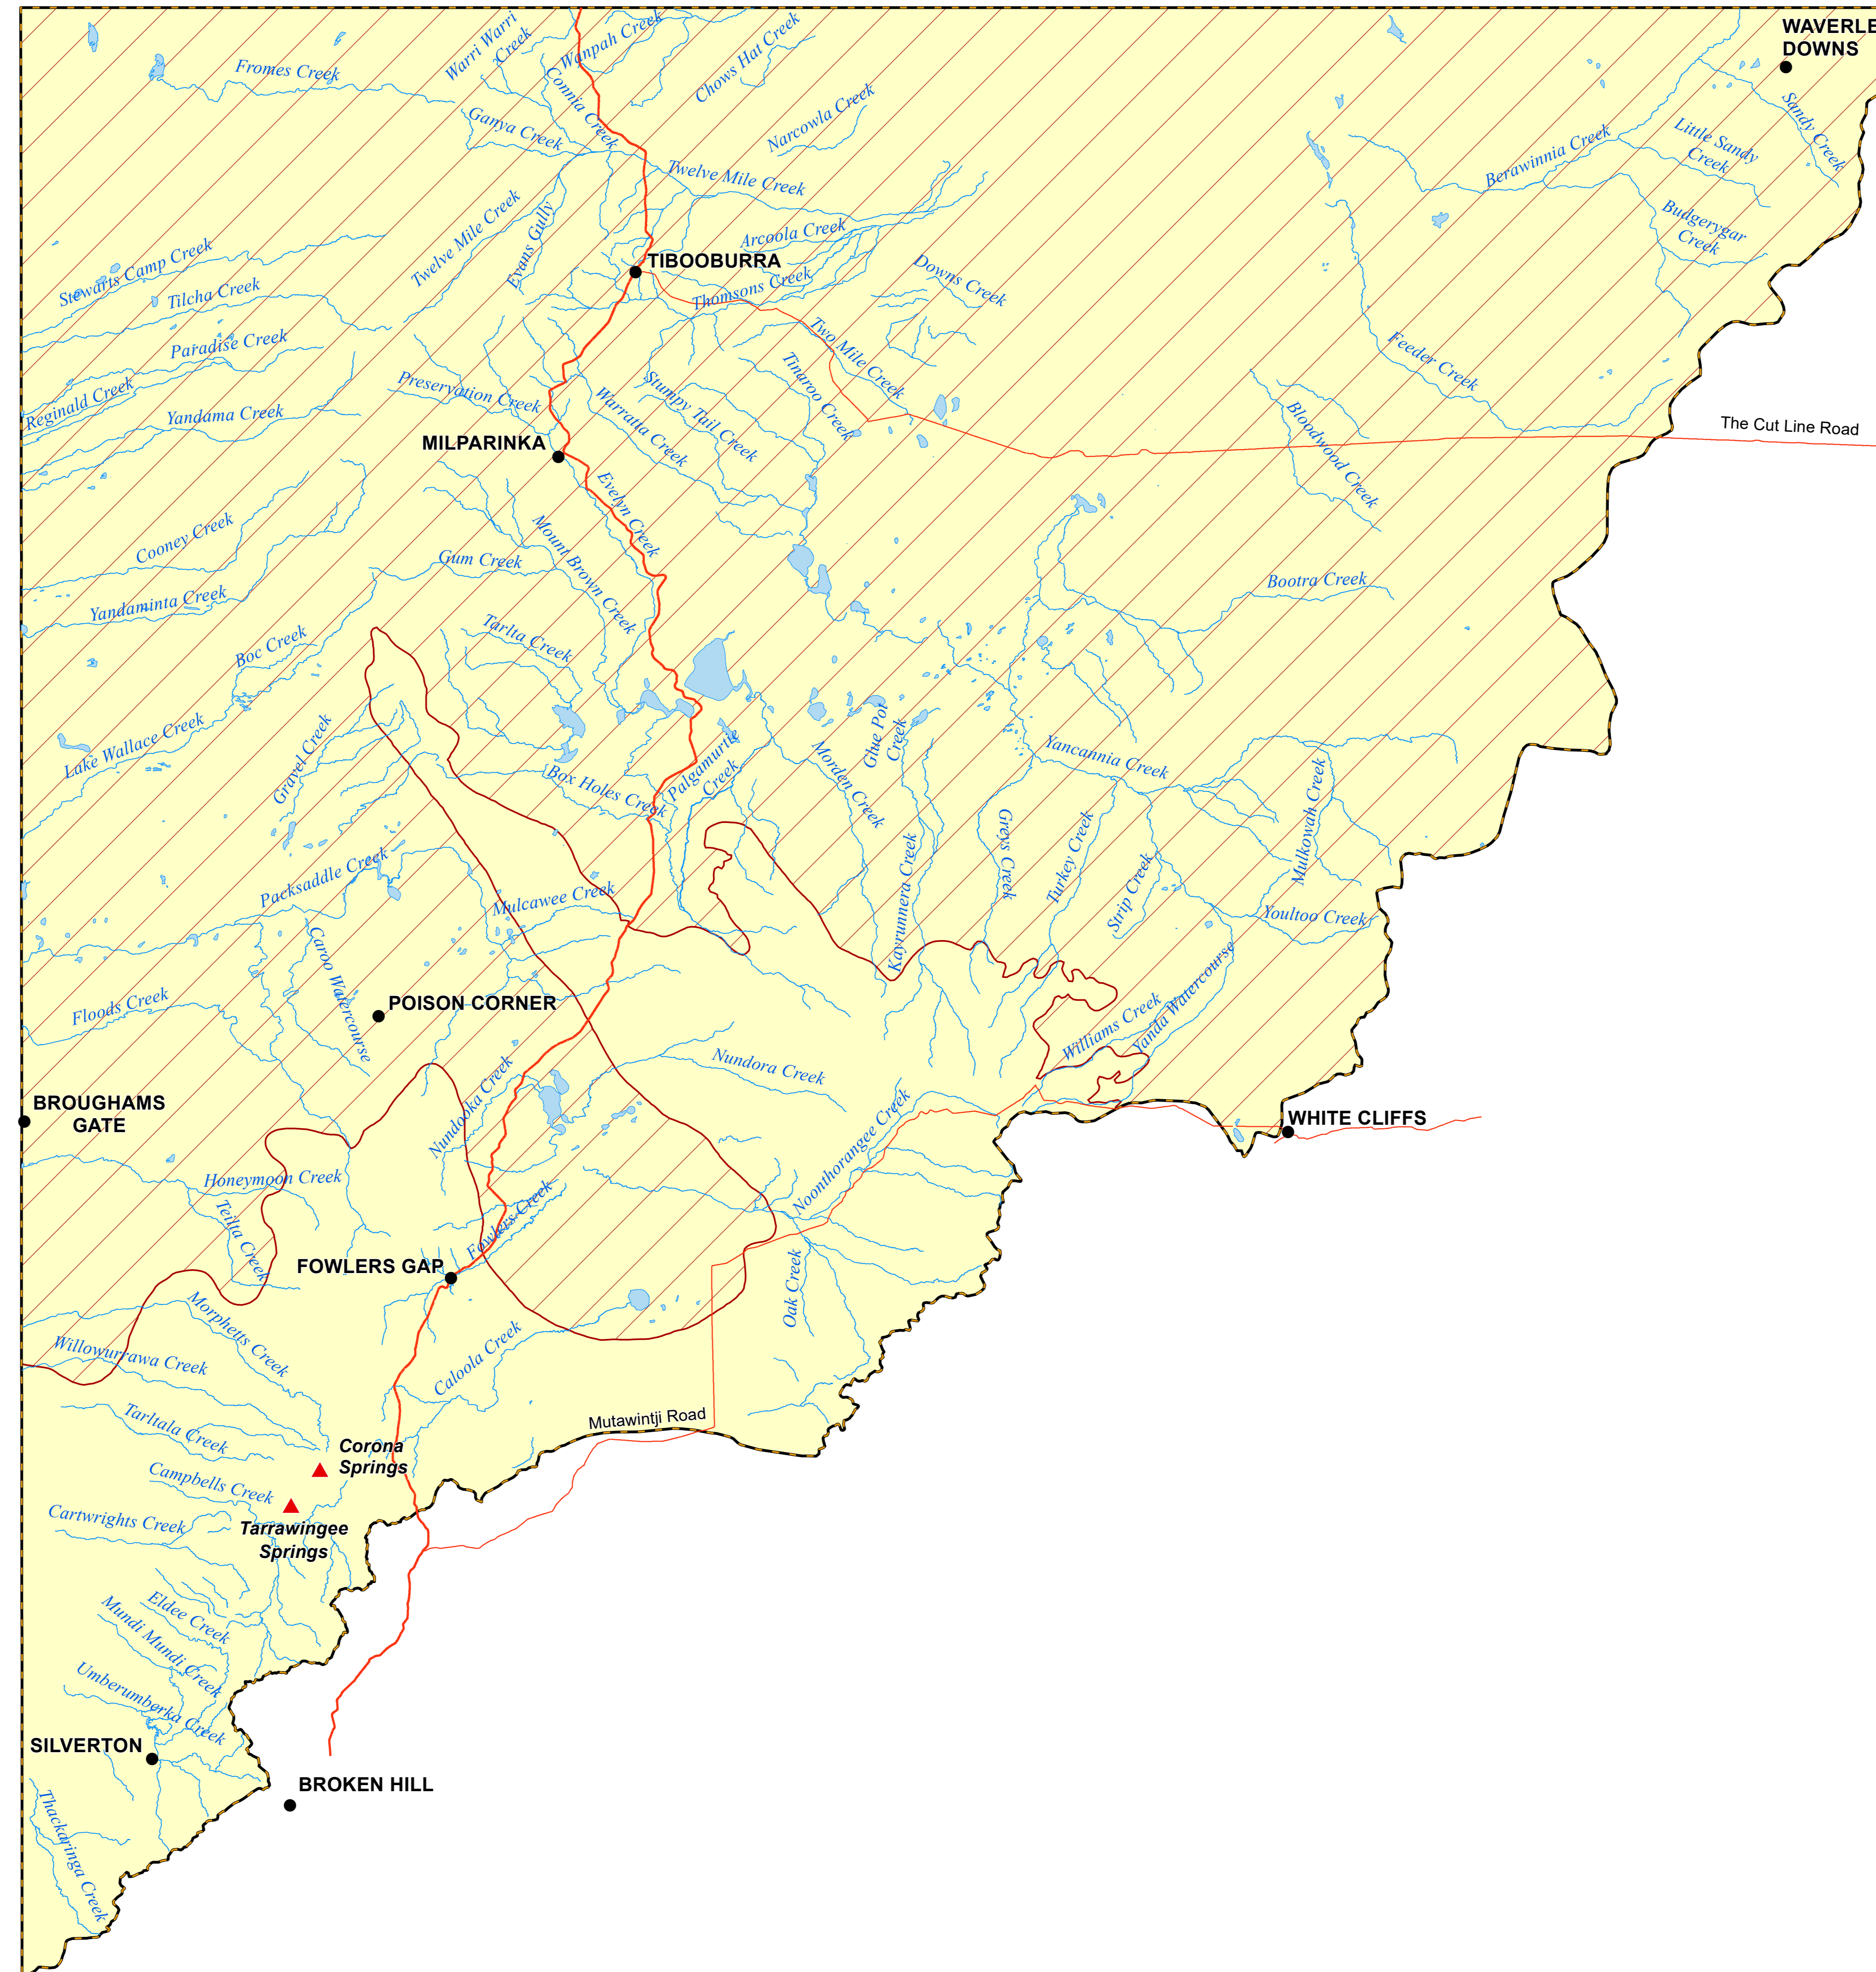 WAVERLE
DOWNS
Warri Warri
Creek
Wanpah Creek
Chows Hat Creek
Fromes Creek
Connia Creek
Ganya Creek
Narcowla Creek
Sandy Creek
Little Sandy
Creek
Berawinnia Creek
Twelve Mile Creek
Budgerygar
Creek
Twelve Mile Creek
Evans Gully
Arcoola Creek
TIBOOBURRA
Stewarts Camp Creek
Tilcha Creek
Thomsons Creek
Downs Creek
Paradise Creek
Two Mile Creek
Feeder Creek
Reginald Creek
Preservation Creek
Stumpy Tail Creek
Tinaroo Creek
Yandama Creek
Warratta Creek
Bloodwood Creek
The Cut Line Road
MILPARINKA
Evelyn Creek
Cooney Creek
Mount Brown Creek
Gum Creek
Bootra Creek
Yandaminta Creek
Boc Creek
Tarlta Creek
Lake Wallace Creek
Gravel Creek
Glue Pot
Creek
Palgamurtie
Creek
Morden Creek
Yancannia Creek
Box Holes Creek
Mulkowah Creek
Greys Creek
Turkey Creek
Packsaddle Creek
Kayrunnera Creek
Strip Creek
Mulcawee Creek
Youltoo Creek
Caroo Watercourse
Floods Creek
POISON CORNER
Williams Creek
Yanda Watercourse
Nundora Creek
Nundooka Creek
BROUGHAMS
GATE
WHITE CLIFFS
Noonthorangee Creek
Honeymoon Creek
Teilta Creek
Fowlers Creek
FOWLERS GAP
Oak Creek
Morphetts Creek
Willowurrawa Creek
Caloola Creek
Tarltala Creek
Mutawintji Road
Corona
Springs
Campbells Creek
Cartwrights Creek
Tarrawingee
Springs
Eldee Creek
Mundi Mundi Creek
Umberumberka Creek
SILVERTON
BROKEN HILL
Thackaringa Creek